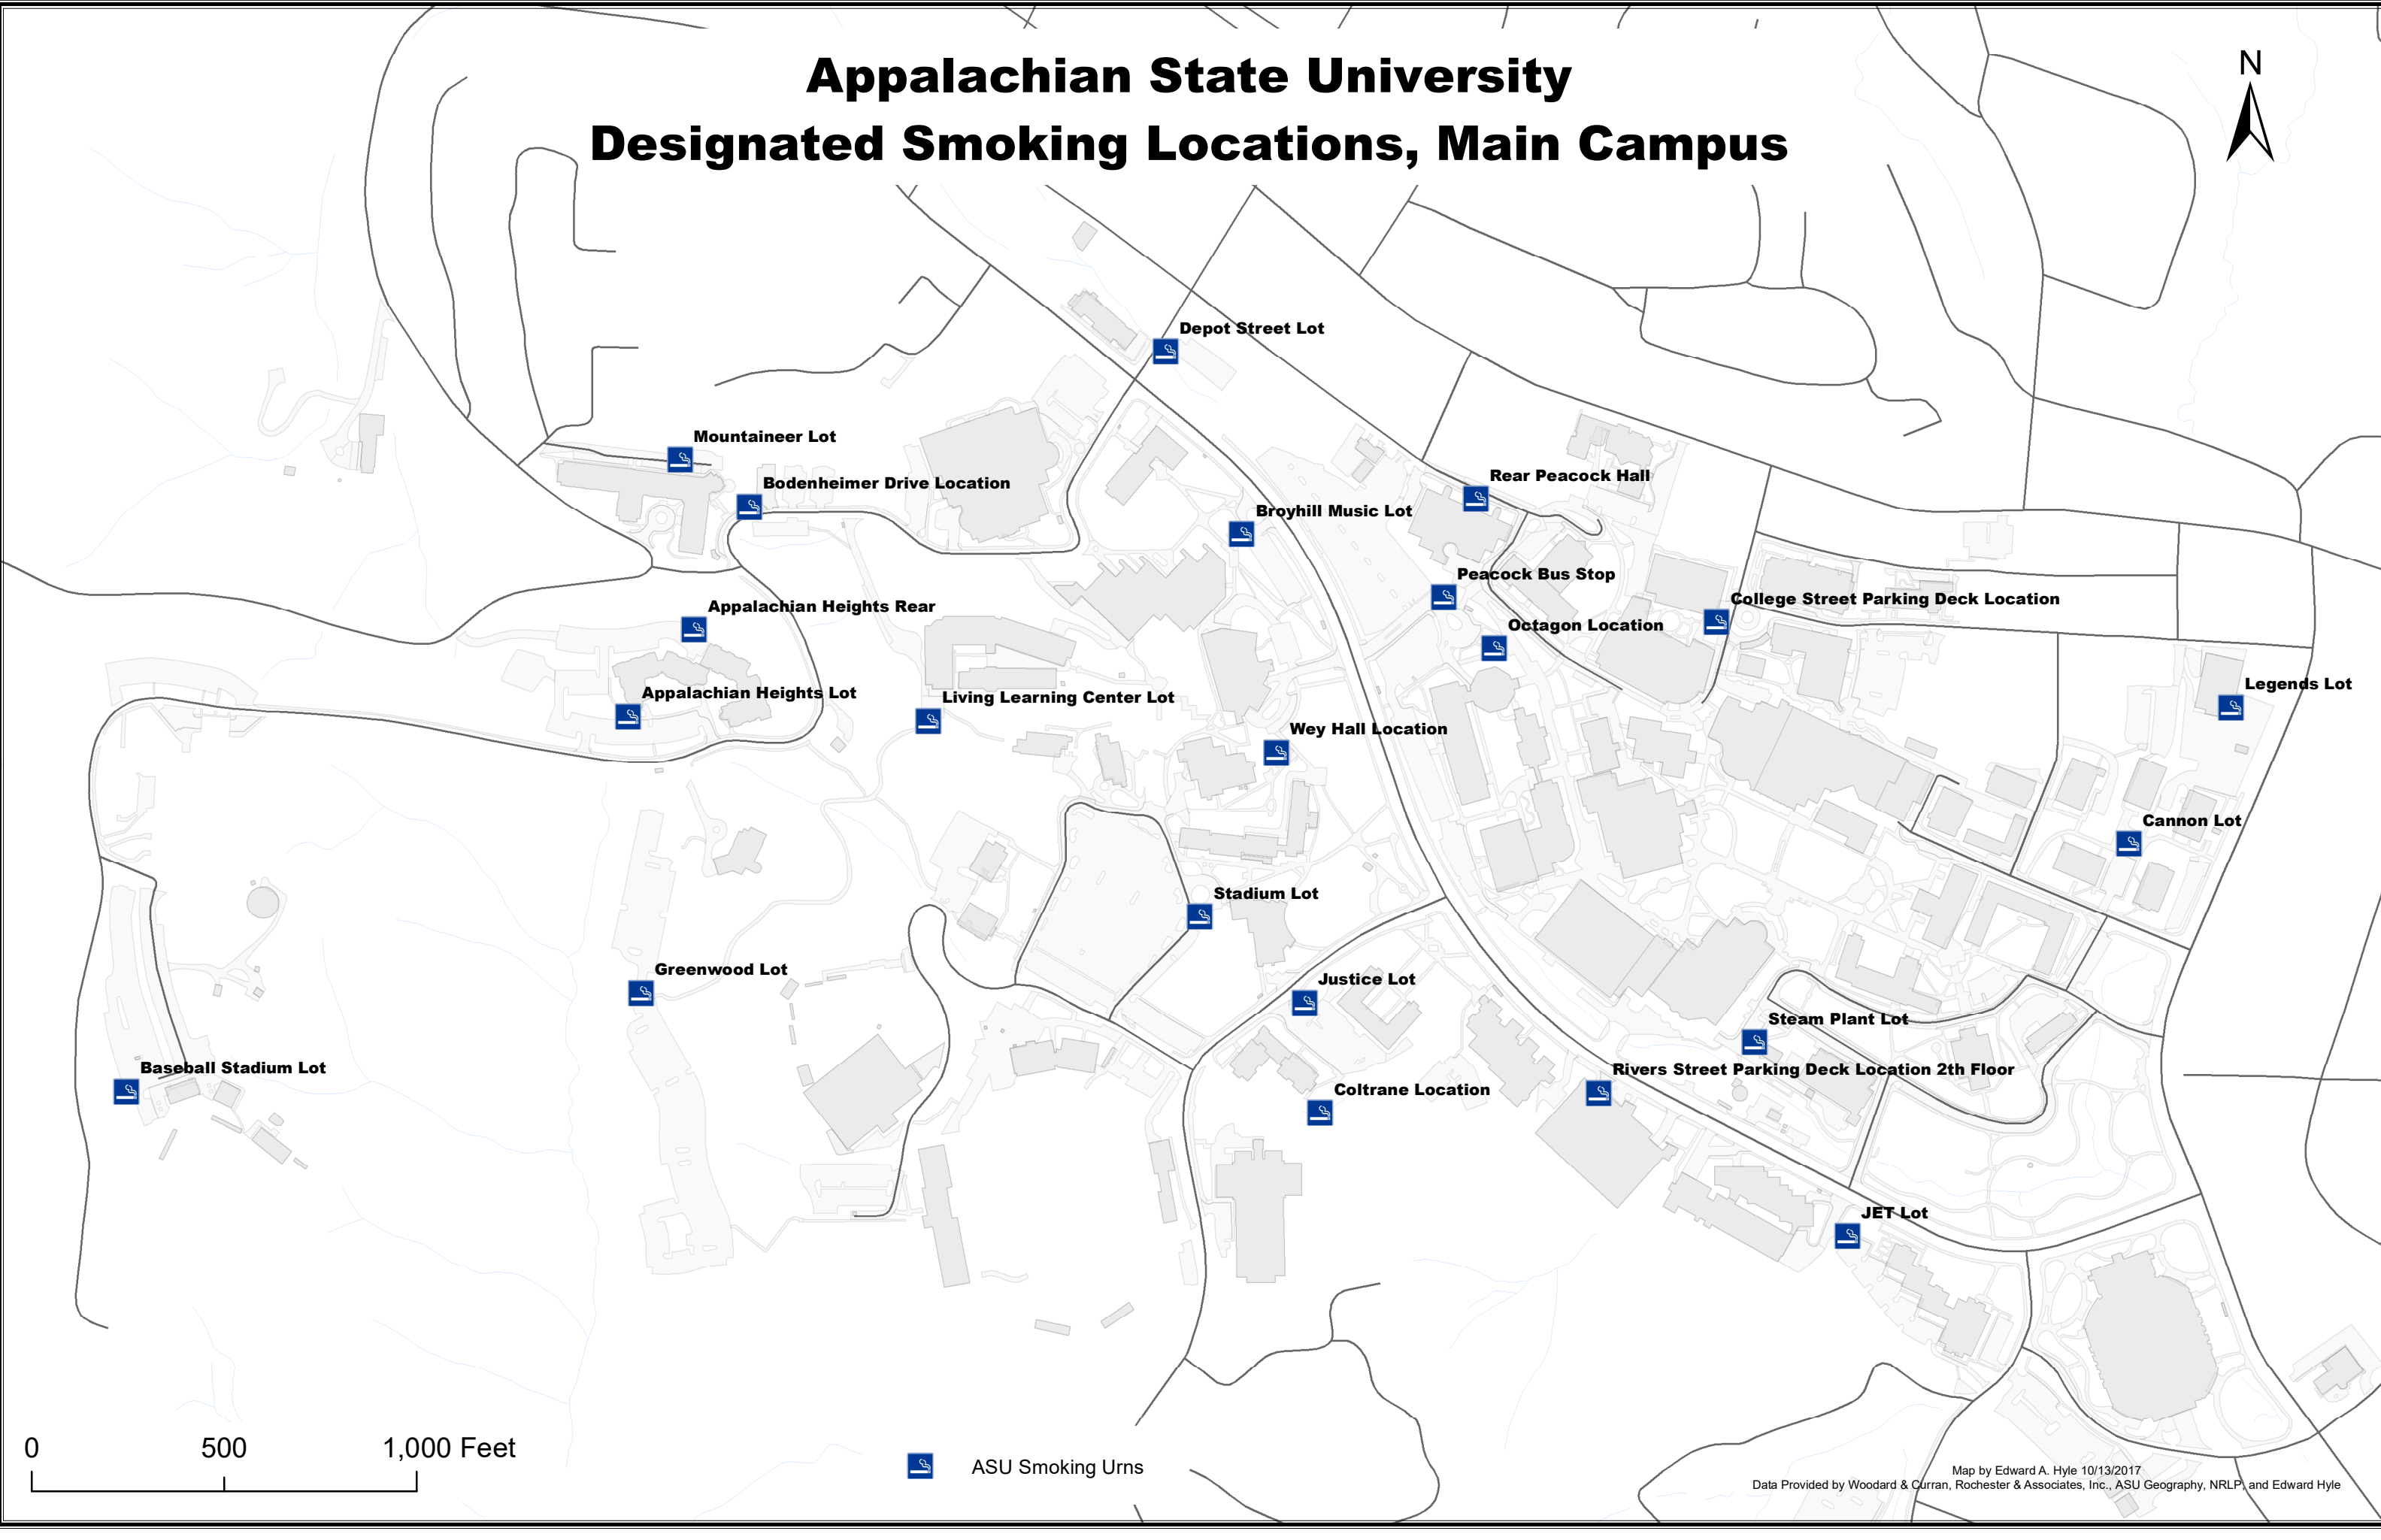 Appalachian State University
Designated Smoking Locations, Main Campus
N
Depot Street Lot
Mountaineer Lot
Bodenheimer Drive Location
Rear Peacock Hall
Broyhill Music Lot
Peacock Bus Stop
College Street Parking Deck Location
Appalachian Heights Rear
Octagon Location
Legends Lot
Appalachian Heights Lot
Living Learning Center Lot
Wey Hall Location
Cannon Lot
Stadium Lot
Greenwood Lot
Justice Lot
Steam Plant Lot
Baseball Stadium Lot
Rivers Street Parking Deck Location 2th Floor
Coltrane Location
JET Lot
0 500 1,000 Feet
ASU Smoking Urns
Map by Edward A. Hyle 10/13/2017
Data Provided by Woodard & Curran, Rochester & Associates, Inc., ASU Geography, NRLP, and Edward Hyle